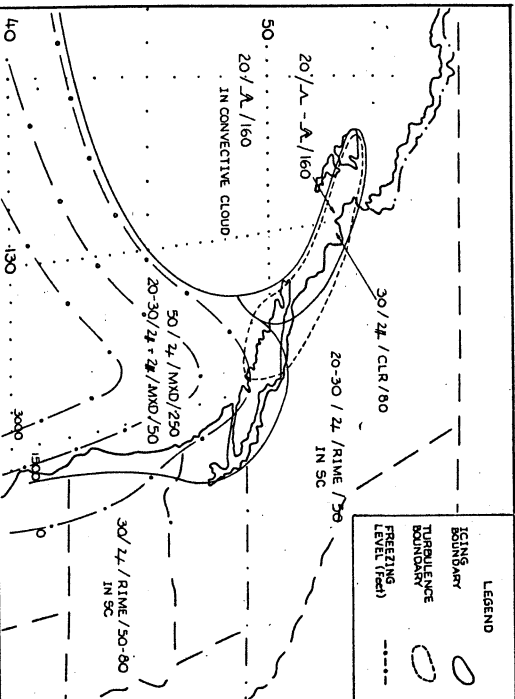 LEGEND
ICING
BOUNDARY
TURBULENCE
BOUNDARY
FREEZING
LEVEL (Feet)
40
50
20
/160
20
/160
IN CONVECTIVE CLOUD
130
30/ /CLR/80
20-30 / /RIME /50
IN SC
50/ /MXD/250
20-30/ /MXD/50
3000
1500
0
30/ /RIME/50-80
IN SC